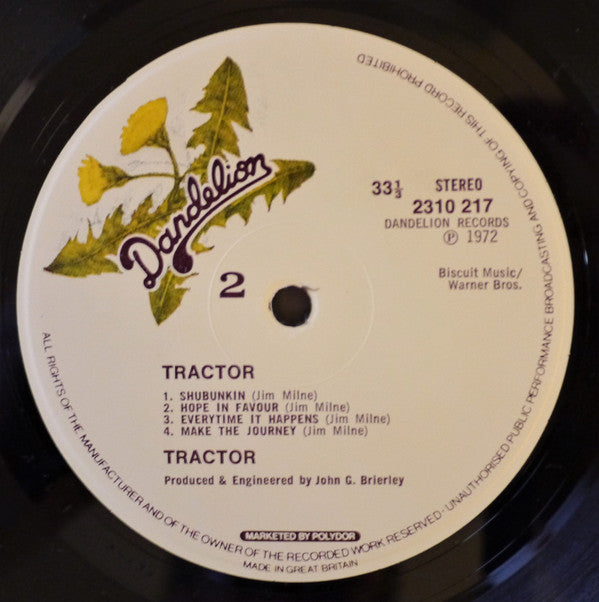 Dandelion
2
33⅓ STEREO
2310 217
DANDELION RECORDS
Ⓟ 1972
Biscuit Music/
Warner Bros.
TRACTOR
1. SHUBUNKIN (Jim Milne)
2. HOPE IN FAVOUR (Jim Milne)
3. EVERYTIME IT HAPPENS (Jim Milne)
4. MAKE THE JOURNEY (Jim Milne)
TRACTOR
Produced & Engineered by John G. Brierley
MARKETED BY POLYDOR
ALL RIGHTS OF THE MANUFACTURER AND OF THE OWNER OF THE RECORDED WORK RESERVED - UNAUTHORISED PUBLIC PERFORMANCE BROADCASTING AND COPYING OF THIS RECORD PROHIBITED
MADE IN GREAT BRITAIN